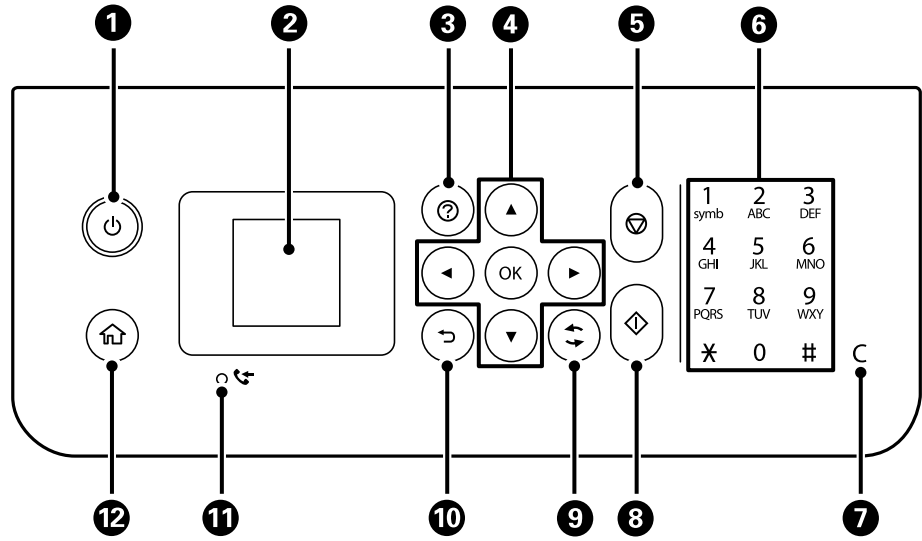 1 2 3 4 5 6
1 2 3
symb ABC DEF
OK
4 5 6
GHI JKL MNO
7 8 9
PQRS TUV WXY
* 0 #
C
12 11 10 9 8 7